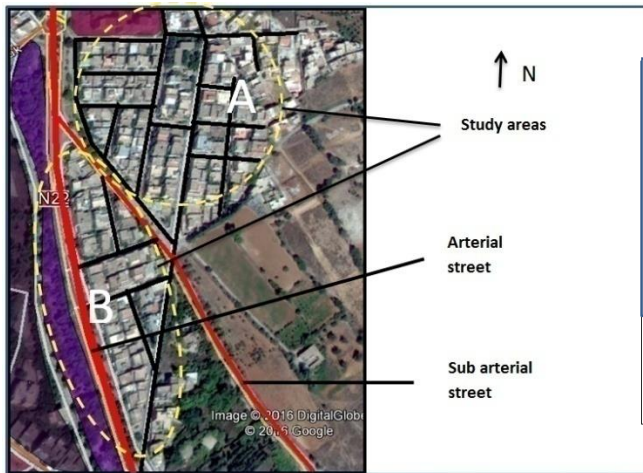 A
N
Study areas
N22
Arterial
street
B
Sub arterial
street
Image © 2016 DigitalGlobe
© 2016 Google